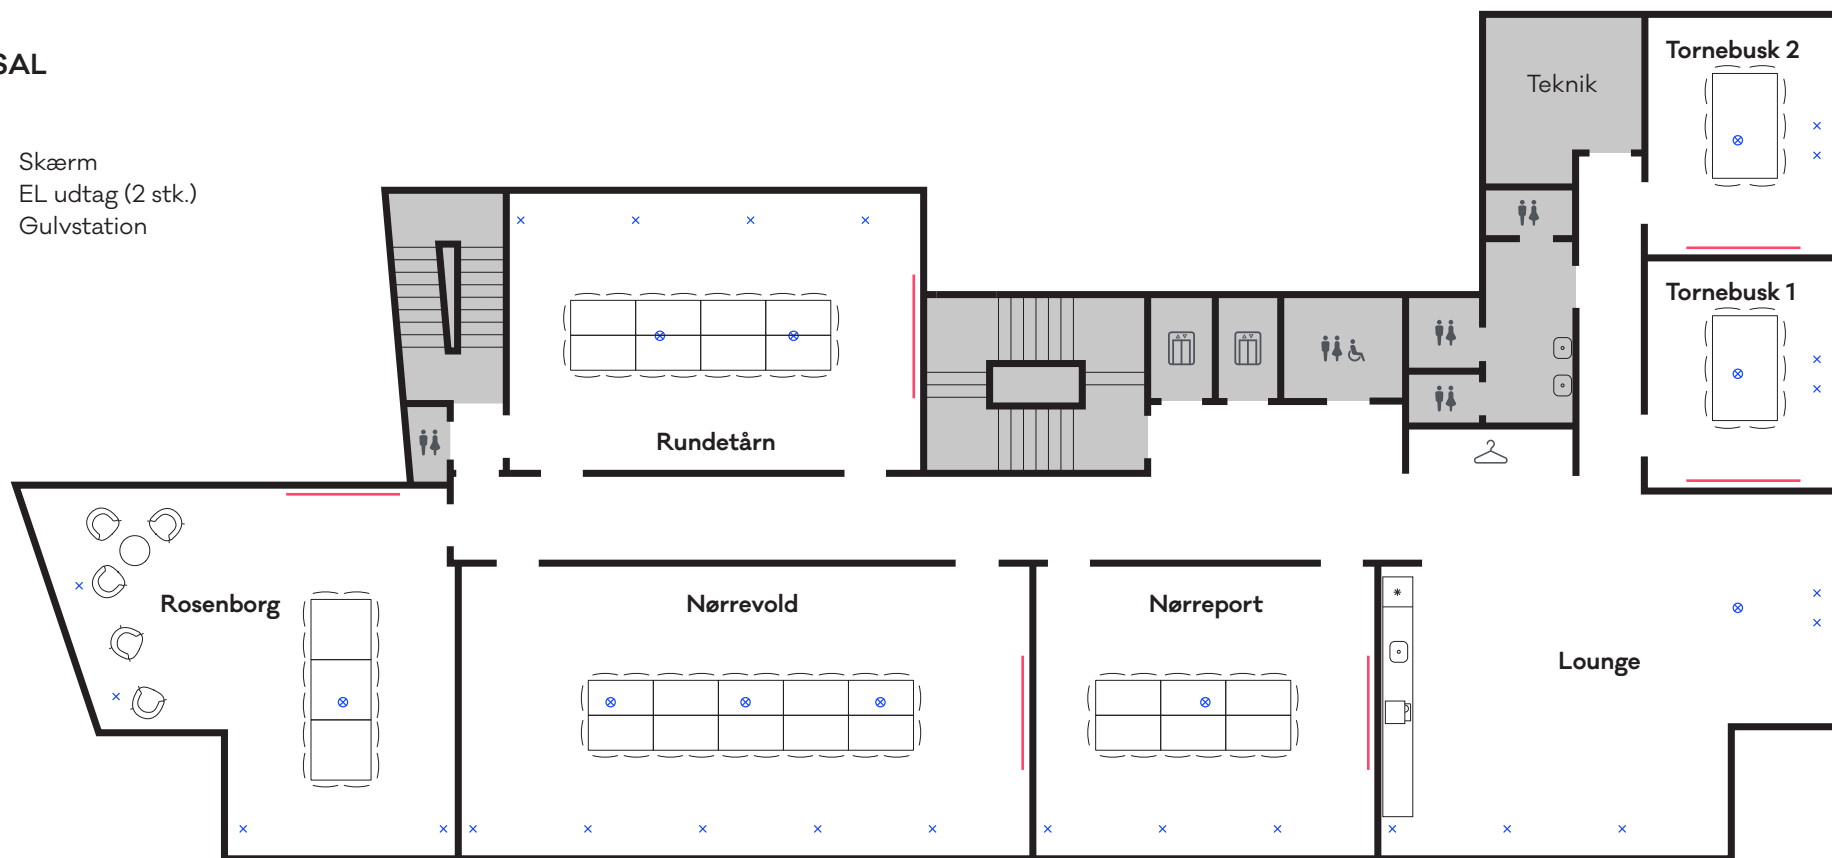 SAL
Skærm
EL udtag (2 stk.)
Gulvstation
Teknik
Tornebusk 2
Tornebusk 1
Rundetårn
Rosenborg
Nørrevold
Nørreport
Lounge